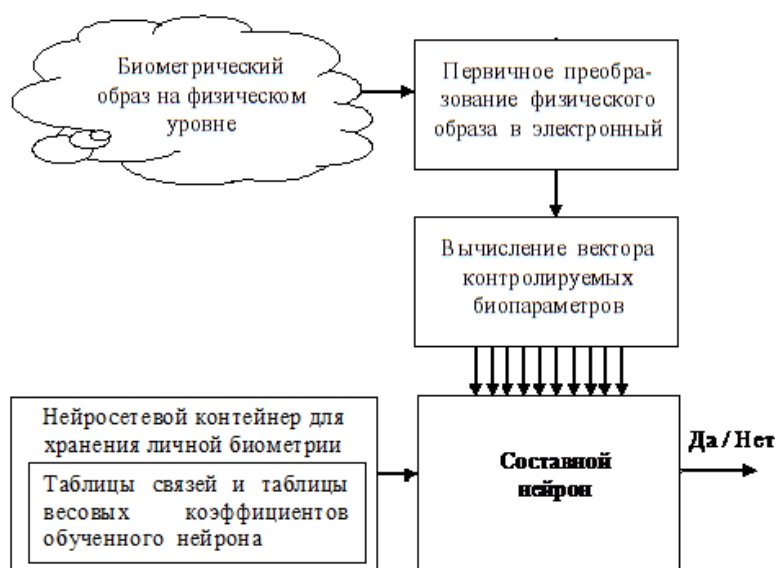 Биометрический
образ на физическом
уровне
Первичное преобра-
зование физического
образа в электронный
Вычисление вектора
контролируемых
биопараметров
Нейросетевой контейнер для
хранения личной биометрии
Таблицы связей и таблицы
весовых коэффициентов
обученного нейрона
Составной
нейрон
Да / Нет